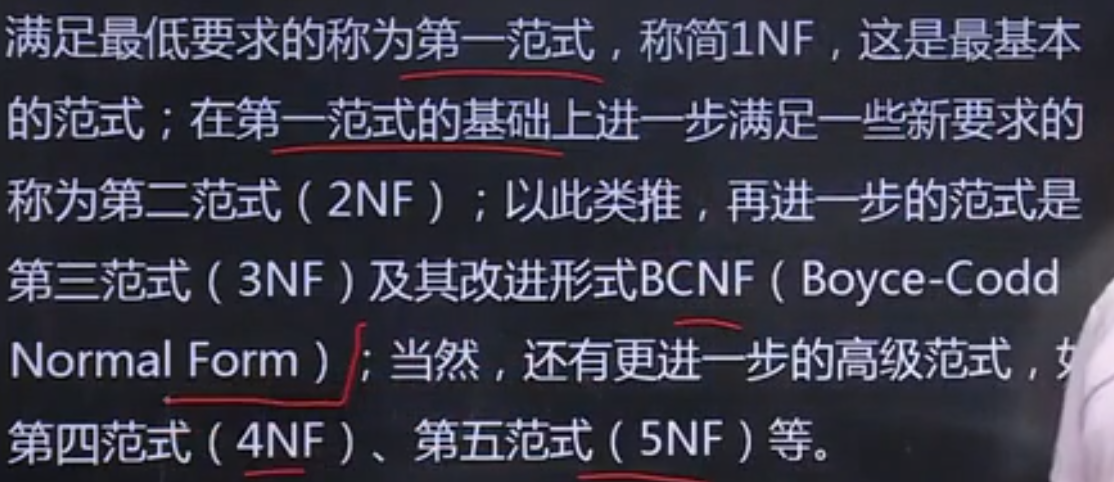 满足最低要求的称为第一范式，称简1NF，这是最基本
的范式；在第一范式的基础上进一步满足一些新要求的
称为第二范式（2NF）；以此类推，再进一步的范式是
第三范式（3NF）及其改进形式BCNF（Boyce-Codd
Normal Form）；当然，还有更进一步的高级范式，
第四范式（4NF）、第五范式（5NF）等。